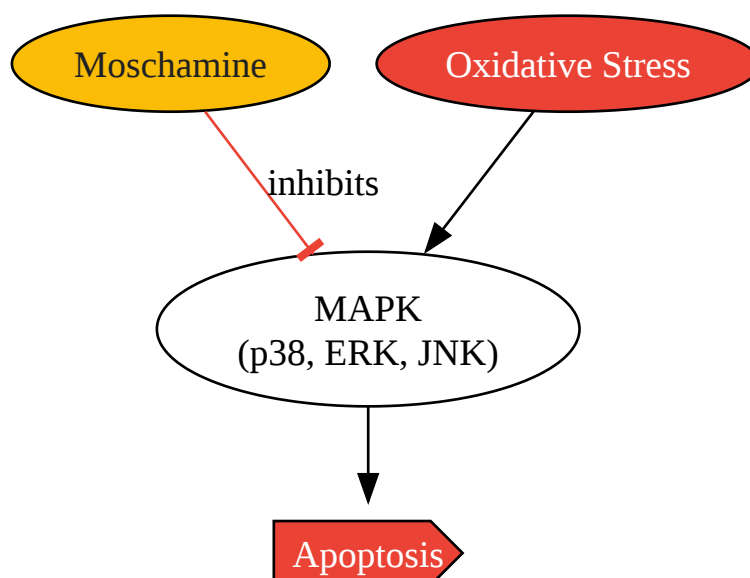 Moschamine
Oxidative Stress
inhibits
MAPK
(p38, ERK, JNK)
Apoptosis